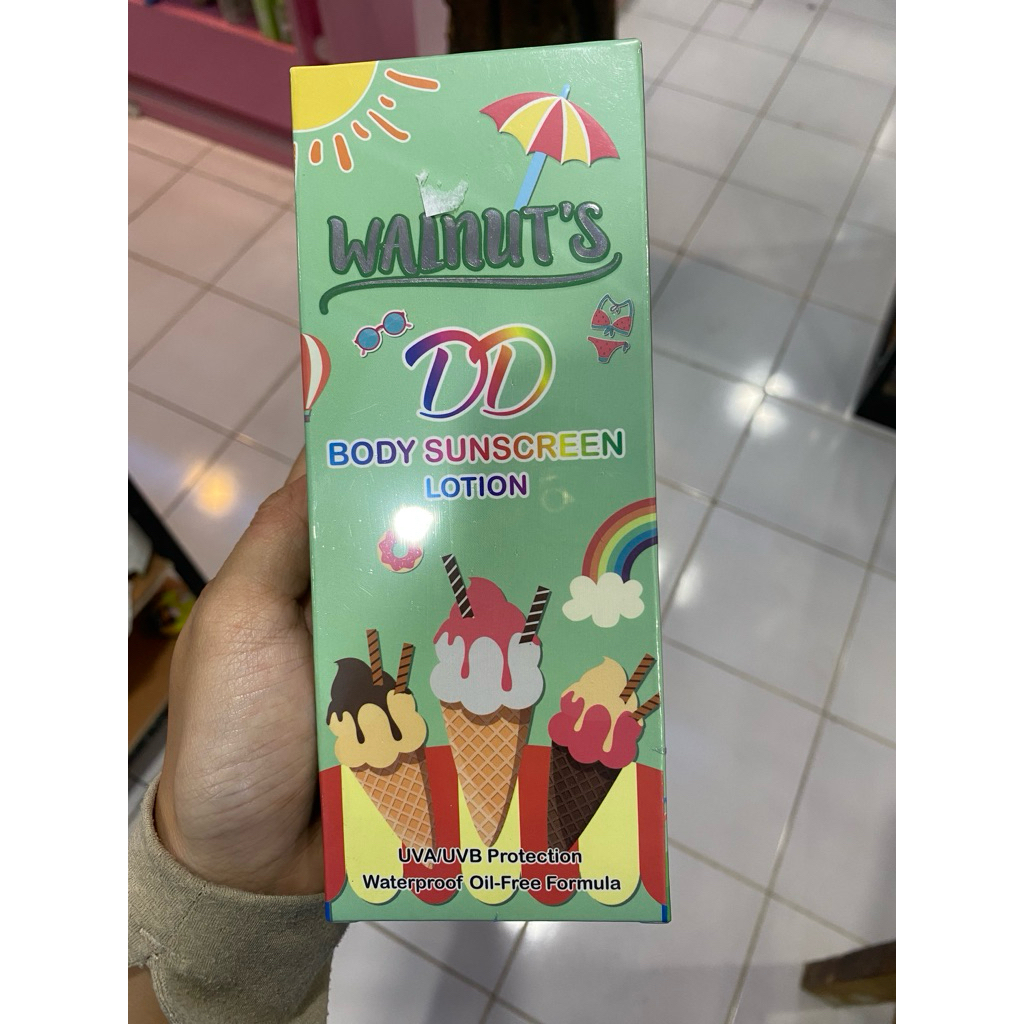 WALNUT'S
DD
BODY SUNSCREEN
LOTION
UVA/UVB Protection
Waterproof Oil-Free Formula